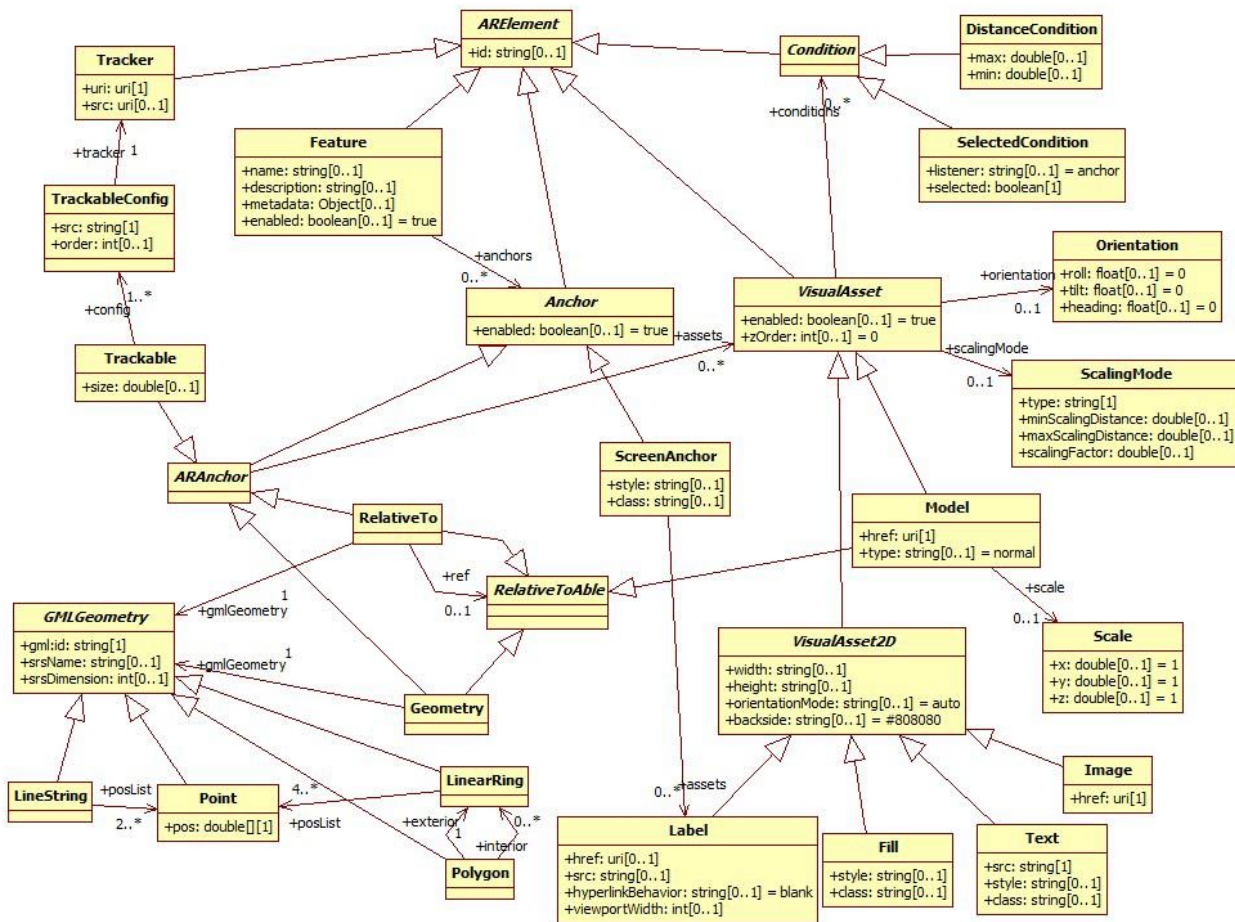 ARElement
+id: string[0..1]
Condition
DistanceCondition
+max: double[0..1]
+min: double[0..1]
Tracker
+uri: uri[1]
+src: uri[0..1]
+conditions
0..*
Feature
+name: string[0..1]
+description: string[0..1]
+metadata: Object[0..1]
+enabled: boolean[0..1] = true
SelectedCondition
+listener: string[0..1] = anchor
+selected: boolean[1]
+tracker
1
TrackableConfig
+src: string[1]
+order: int[0..1]
+anchors
0..*
Orientation
+roll: float[0..1] = 0
+tilt: float[0..1] = 0
+heading: float[0..1] = 0
+orientation
0..1
Anchor
+enabled: boolean[0..1] = true
VisualAsset
+enabled: boolean[0..1] = true
+zOrder: int[0..1] = 0
1..*
+config
+assets
0..*
+scalingMode
0..1
Trackable
+size: double[0..1]
ScalingMode
+type: string[1]
+minScalingDistance: double[0..1]
+maxScalingDistance: double[0..1]
+scalingFactor: double[0..1]
ARAnchor
ScreenAnchor
+style: string[0..1]
+class: string[0..1]
RelativeTo
Model
+href: uri[1]
+type: string[0..1] = normal
+ref
0..1
RelativeToAble
+scale
0..1
1
+gmlGeometry
GMLGeometry
+gml:id: string[1]
+srsName: string[0..1]
+srsDimension: int[0..1]
1
+gmlGeometry
Scale
+x: double[0..1] = 1
+y: double[0..1] = 1
+z: double[0..1] = 1
VisualAsset2D
+width: string[0..1]
+height: string[0..1]
+orientationMode: string[0..1] = auto
+backside: string[0..1] = #808080
Geometry
LineString
+posList
2..*
Point
+pos: double[][1]
4..*
+posList
LinearRing
+exterior
1
0..*
+interior
Polygon
0..*
+assets
Image
+href: uri[1]
Label
+href: uri[0..1]
+src: string[0..1]
+hyperlinkBehavior: string[0..1] = blank
+viewportWidth: int[0..1]
Fill
+style: string[0..1]
+class: string[0..1]
Text
+src: string[1]
+style: string[0..1]
+class: string[0..1]